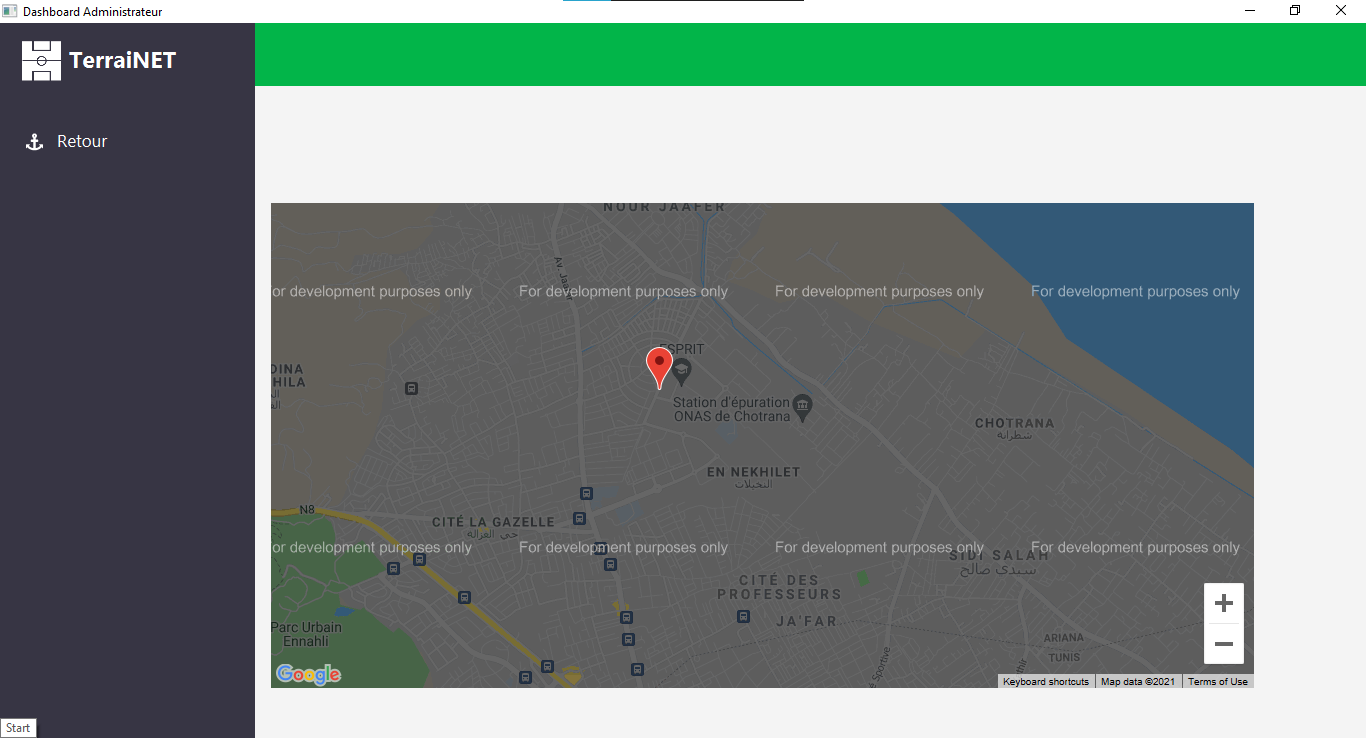 Dashboard Administrateur
TerraiNET
Retour
NOUR JAAFER
Av. Jaafar
or development purposes only For development purposes only For development purposes only For development purposes only
ESPRIT
DINA
HILA
ال
ال
Station d'épuration
ONAS de Chotrana
CHOTRANA
شطرانة
EN NEKHILET
النخيلات
N8
CITÉ LA GAZELLE
حي الغزالة
or development purposes only For development purposes only For development purposes only For development purposes only
SIDI SALAH
سيدي صالح
CITÉ DES
PROFESSEURS
JA'FAR
Parc Urbain
Ennahli
ARIANA
TUNIS
é Sportive
Google
Keyboard shortcuts Map data ©2021 Terms of Use
Start